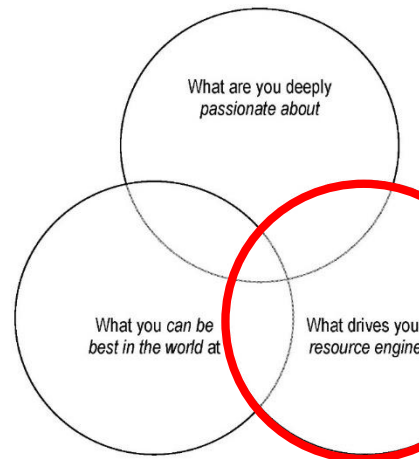 What are you deeply
passionate about
What you can be
best in the world at
What drives you
resource engine